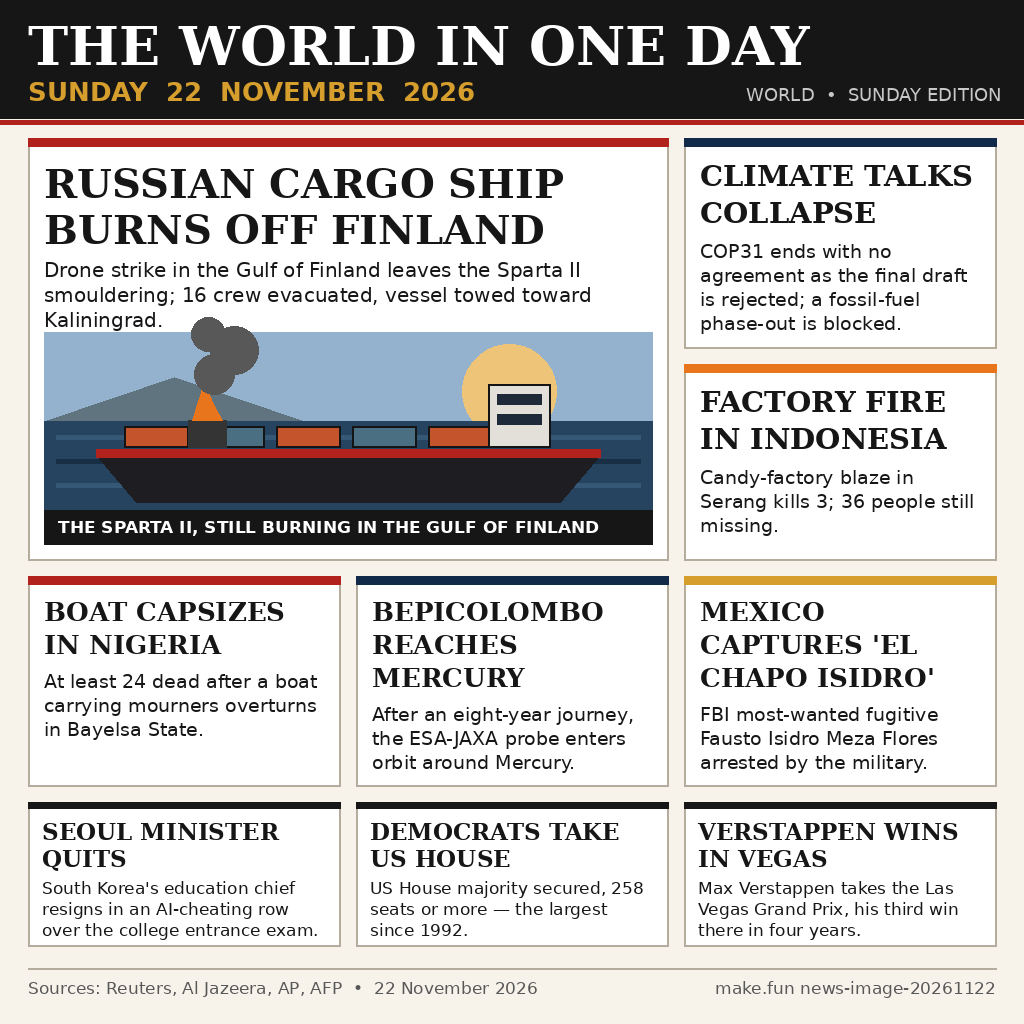 THE WORLD IN ONE DAY
SUNDAY 22 NOVEMBER 2026
WORLD • SUNDAY EDITION
RUSSIAN CARGO SHIP
BURNS OFF FINLAND
Drone strike in the Gulf of Finland leaves the Sparta II
smouldering; 16 crew evacuated, vessel towed toward
Kaliningrad.
THE SPARTA II, STILL BURNING IN THE GULF OF FINLAND
CLIMATE TALKS
COLLAPSE
COP31 ends with no
agreement as the final draft
is rejected; a fossil-fuel
phase-out is blocked.
FACTORY FIRE
IN INDONESIA
Candy-factory blaze in
Serang kills 3; 36 people still
missing.
BOAT CAPSIZES
IN NIGERIA
At least 24 dead after a boat
carrying mourners overturns
in Bayelsa State.
BEPICOLOMBO
REACHES
MERCURY
After an eight-year journey,
the ESA-JAXA probe enters
orbit around Mercury.
MEXICO
CAPTURES 'EL
CHAPO ISIDRO'
FBI most-wanted fugitive
Fausto Isidro Meza Flores
arrested by the military.
SEOUL MINISTER
QUITS
South Korea's education chief
resigns in an AI-cheating row
over the college entrance exam.
DEMOCRATS TAKE
US HOUSE
US House majority secured, 258
seats or more — the largest
since 1992.
VERSTAPPEN WINS
IN VEGAS
Max Verstappen takes the Las
Vegas Grand Prix, his third win
there in four years.
Sources: Reuters, Al Jazeera, AP, AFP • 22 November 2026
make.fun news-image-20261122